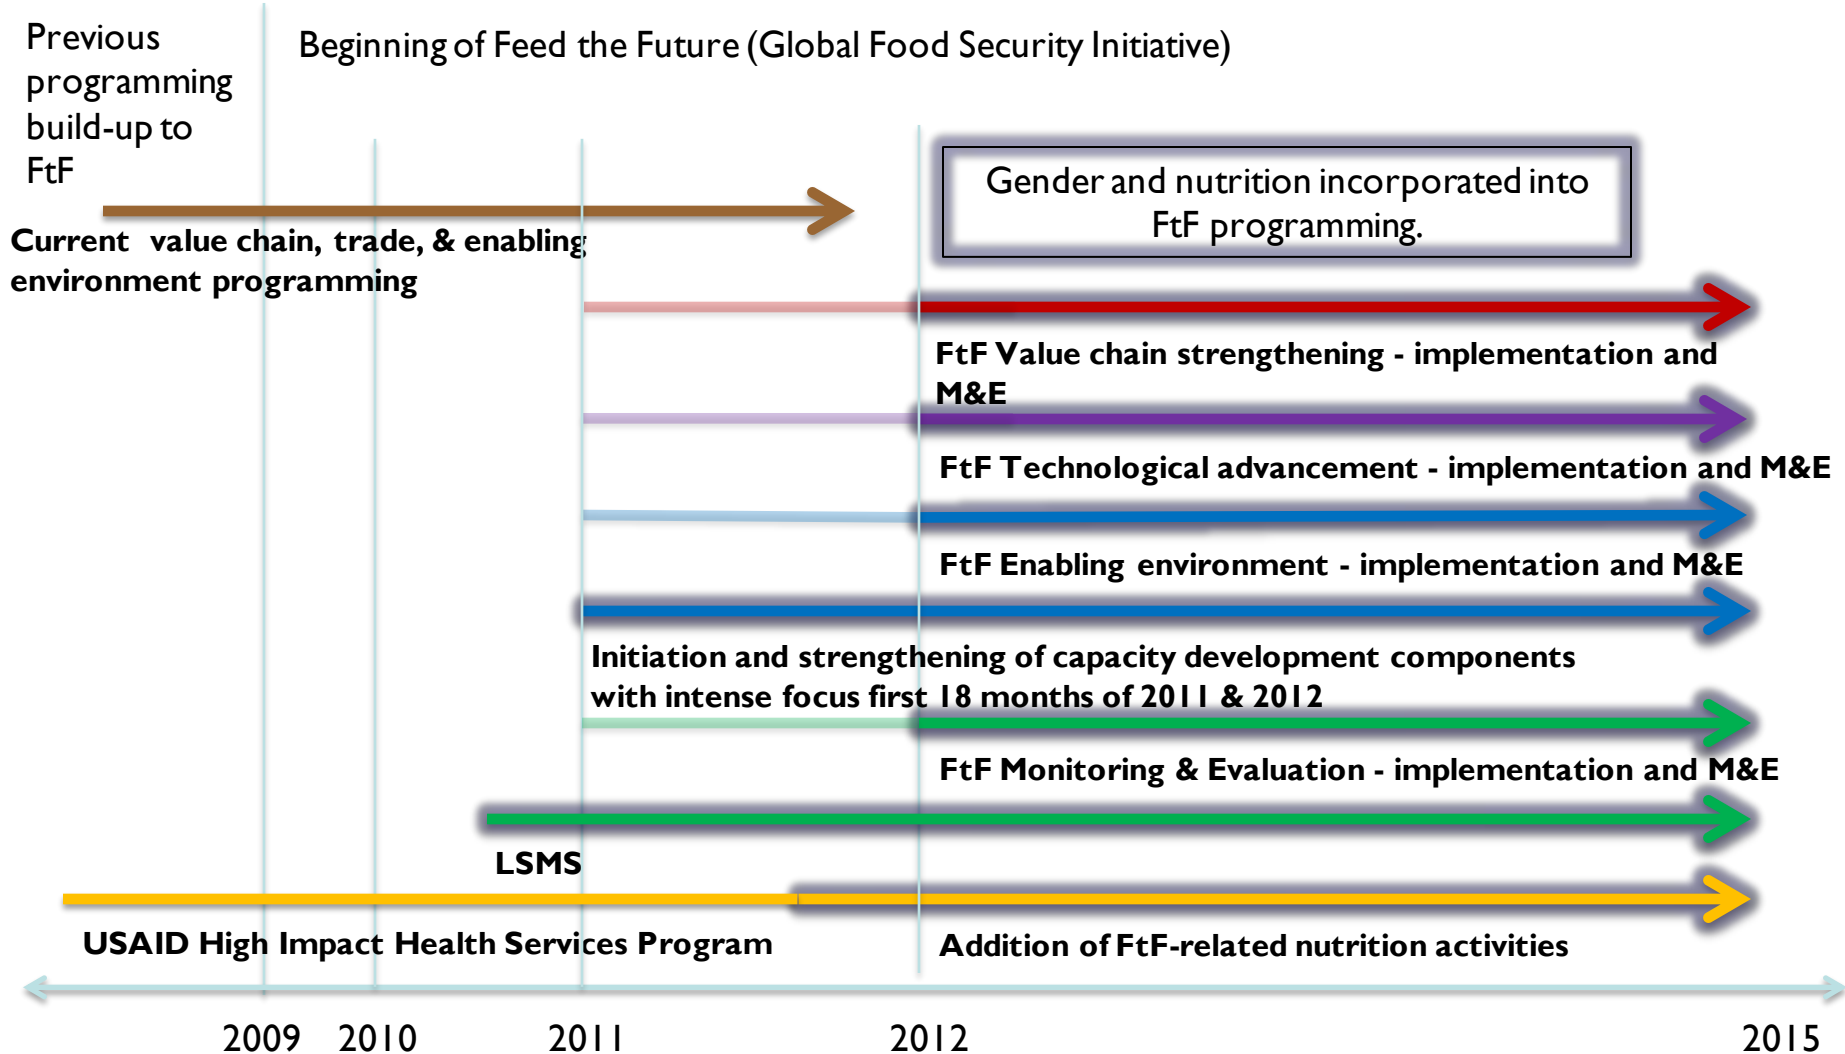 Previous
programming
build-up to
FtF
Beginning of Feed the Future (Global Food Security Initiative)
Gender and nutrition incorporated into
FtF programming.
Current value chain, trade, & enabling
environment programming
FtF Value chain strengthening - implementation and
M&E
FtF Technological advancement - implementation and M&E
FtF Enabling environment - implementation and M&E
Initiation and strengthening of capacity development components
with intense focus first 18 months of 2011 & 2012
FtF Monitoring & Evaluation - implementation and M&E
LSMS
USAID High Impact Health Services Program
Addition of FtF-related nutrition activities
2009
2010
2011
2012
2015